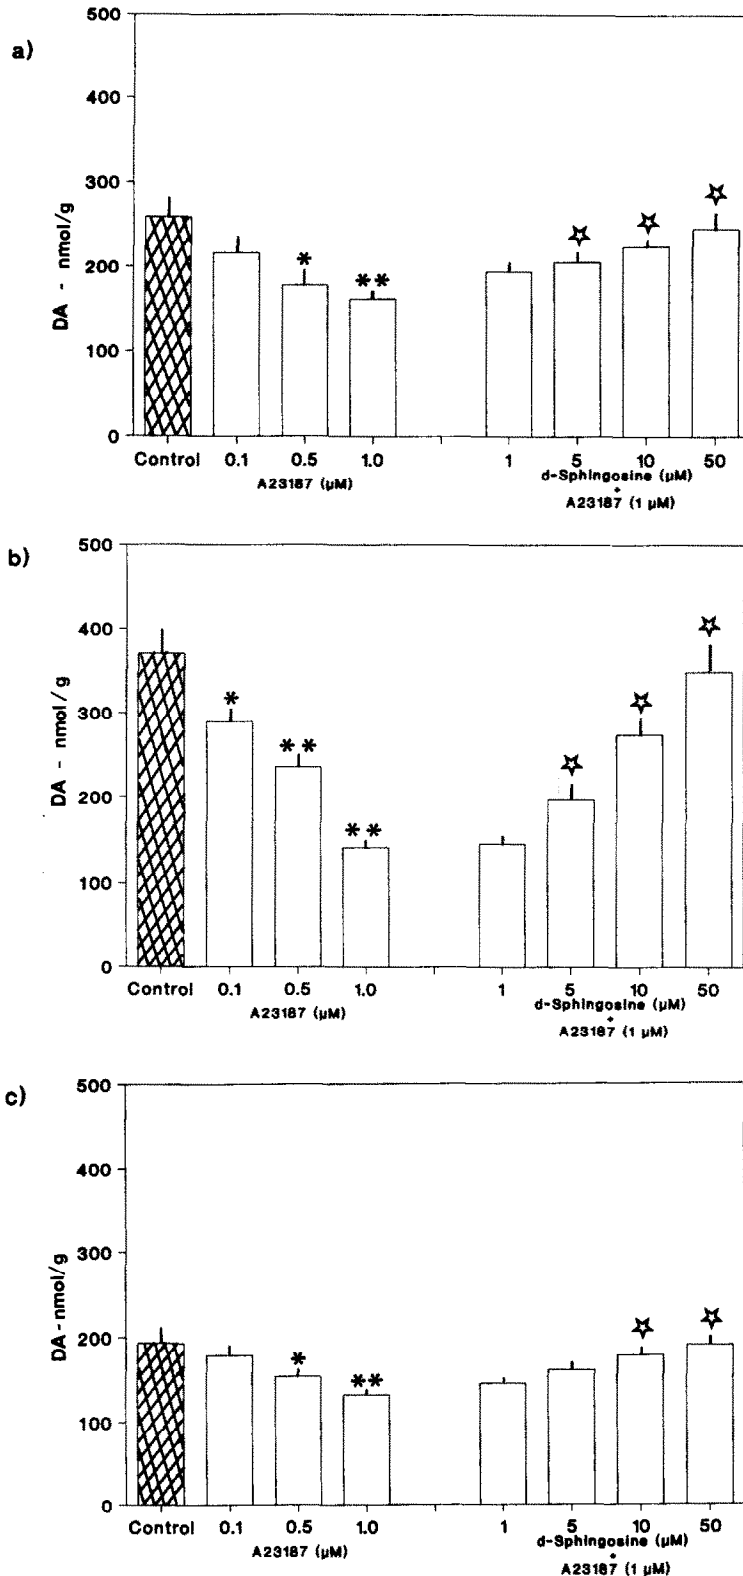 a)
500
400
300
200
100
0
DA - nmol/g
*
**
Control 0.1 0.5 1.0 1 5 10 50
A23187 (µM)
d-Sphingosine (µM)
+
A23187 (1 µM)
b)
500
400
300
200
100
0
DA - nmol/g
*
**
**
Control 0.1 0.5 1.0 1 5 10 50
A23187 (µM)
d-Sphingosine (µM)
+
A23187 (1 µM)
c)
500
400
300
200
100
0
DA-nmol/g
*
**
Control 0.1 0.5 1.0 1 5 10 50
A23187 (µM)
d-Sphingosine (µM)
+
A23187 (1 µM)